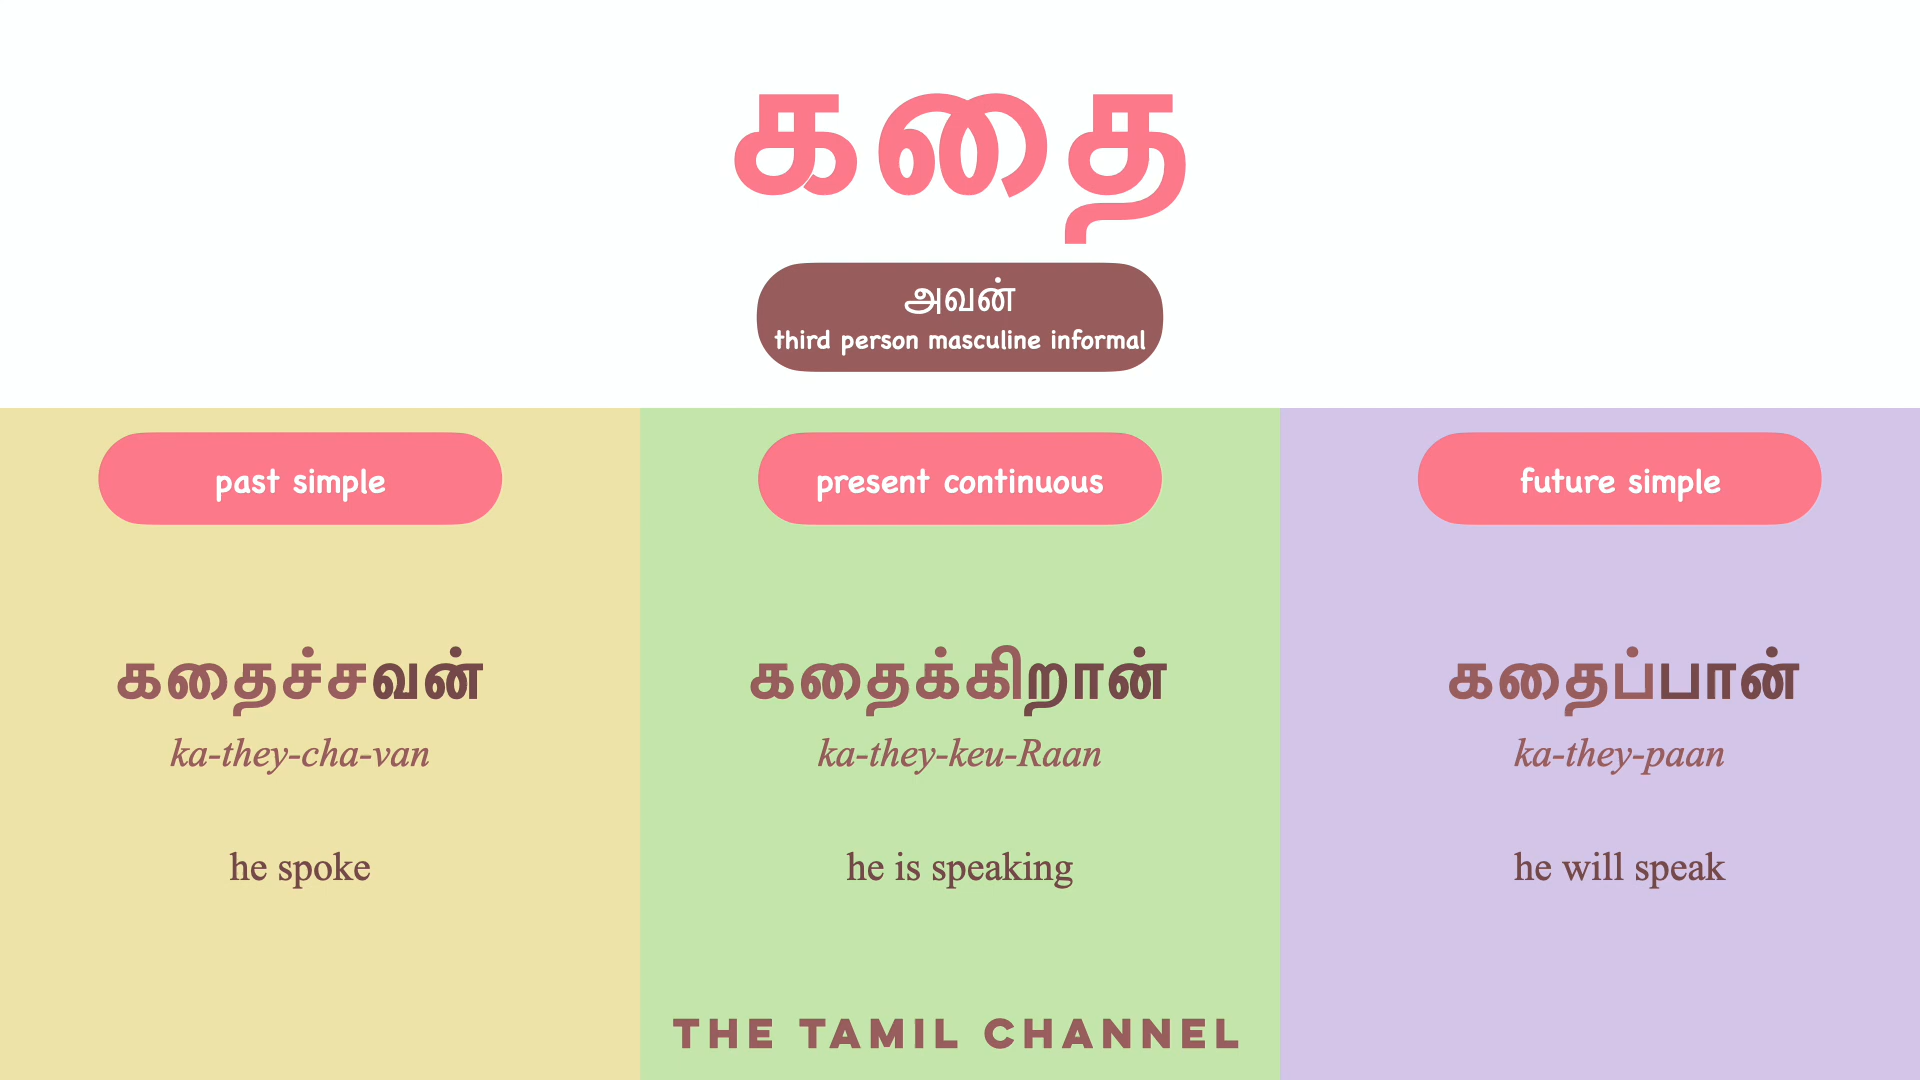 கதை
அவன்
third person masculine informal
past simple
கதைச்சவன்
ka-they-cha-van
he spoke
present continuous
கதைக்கிறான்
ka-they-keu-Raan
he is speaking
future simple
கதைப்பான்
ka-they-paan
he will speak
THE TAMIL CHANNEL